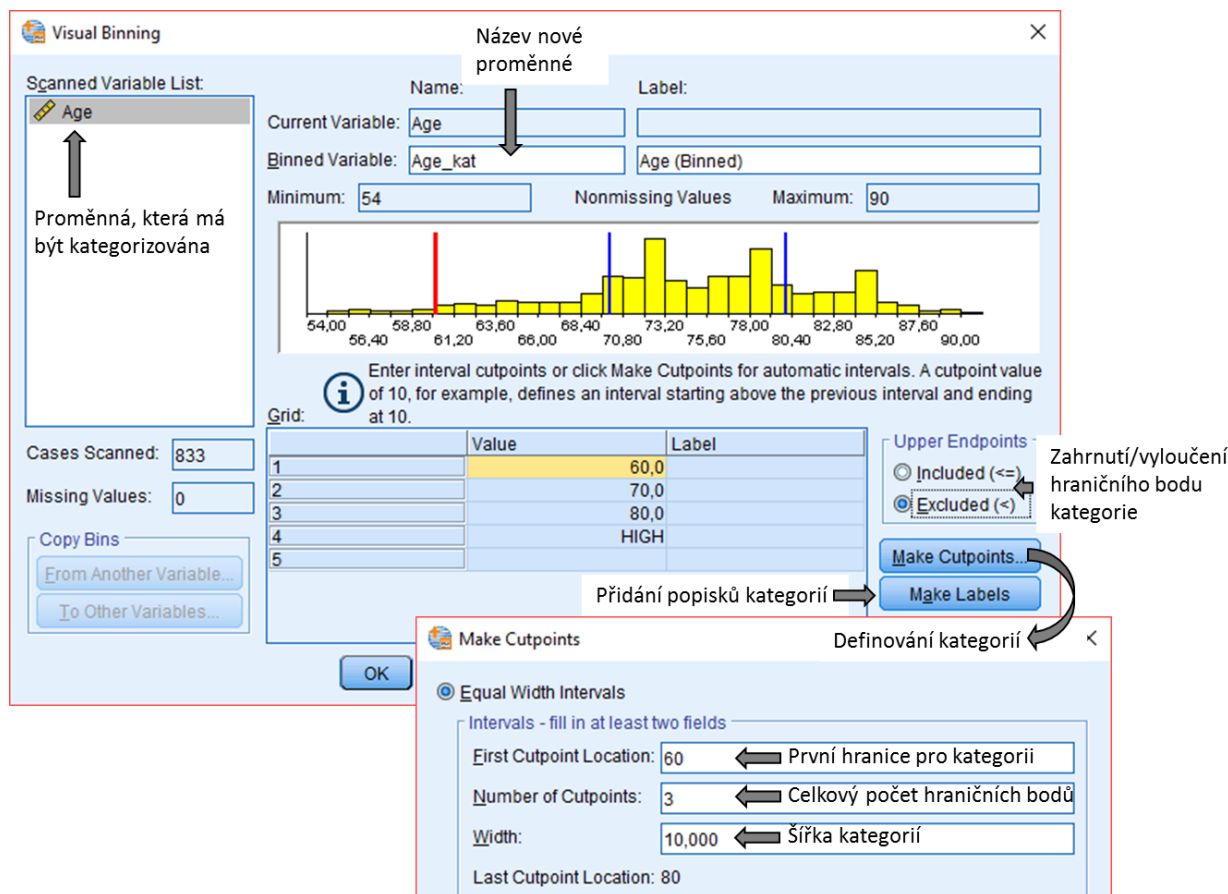 Visual Binning
Název nové
proměnné
Scanned Variable List:
Age
Proměnná, která má
být kategorizována
Name:
Label:
Current Variable: Age
Binned Variable: Age_kat Age (Binned)
Minimum: 54 Nonmissing Values Maximum: 90
54,00 58,80 63,60 68,40 73,20 78,00 82,80 87,60
56,40 61,20 66,00 70,80 75,60 80,40 85,20 90,00
Enter interval cutpoints or click Make Cutpoints for automatic intervals. A cutpoint value
of 10, for example, defines an interval starting above the previous interval and ending
at 10.
Grid:
Value Label
1 60,0
2 70,0
3 80,0
4 HIGH
5
Cases Scanned: 833
Missing Values: 0
Copy Bins
From Another Variable...
To Other Variables...
Upper Endpoints
Included (<=)
Excluded (<)
Zahrnutí/vyloučení
hraničního bodu
kategorie
Make Cutpoints...
Přidání popisků kategorií
Make Labels
Definování kategorií
OK
Make Cutpoints
Equal Width Intervals
Intervals - fill in at least two fields
First Cutpoint Location: 60 První hranice pro kategorii
Number of Cutpoints: 3 Celkový počet hraničních bodů
Width: 10,000 Šířka kategorií
Last Cutpoint Location: 80